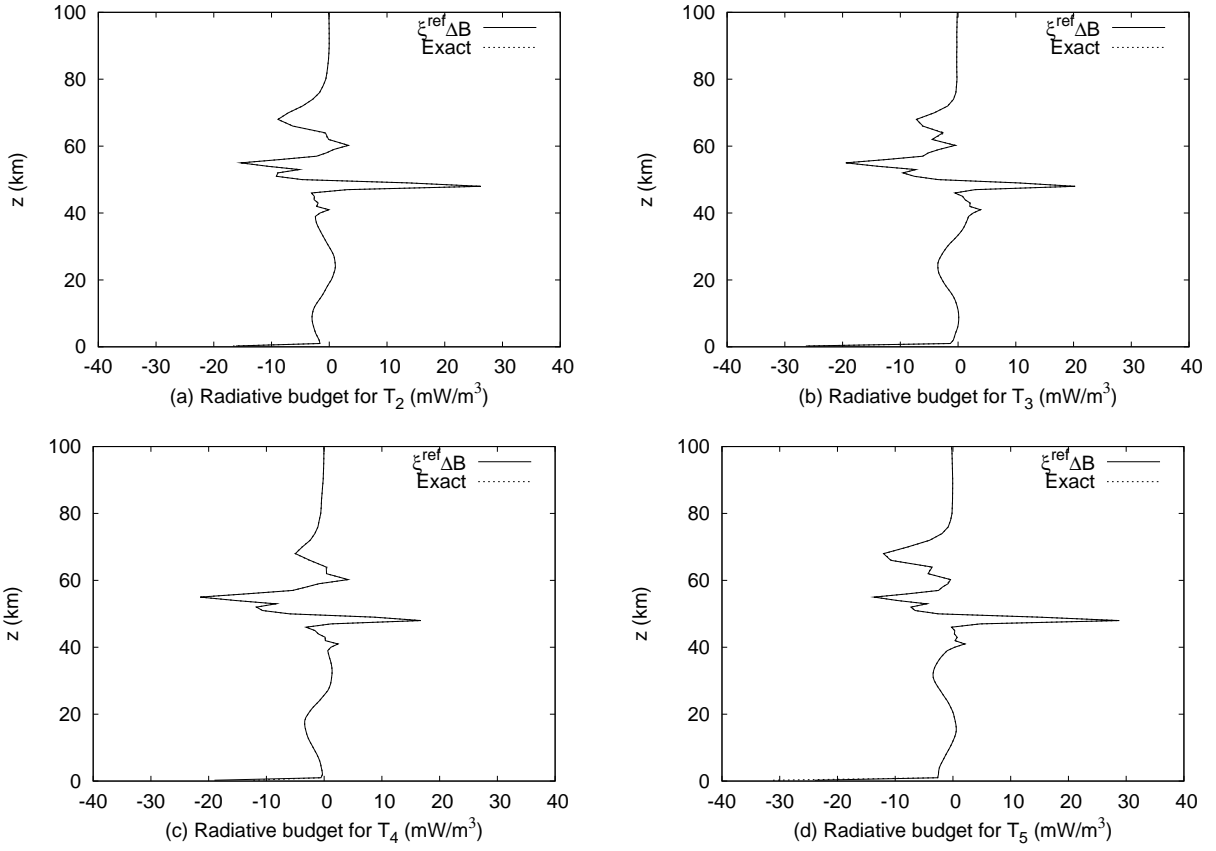 100
80
60
40
20
0
z (km)
ξ^ref ΔB
Exact
-40 -30 -20 -10 0 10 20 30 40
(a) Radiative budget for T_2 (mW/m³)
100
80
60
40
20
0
z (km)
ξ^ref ΔB
Exact
-40 -30 -20 -10 0 10 20 30 40
(b) Radiative budget for T_3 (mW/m³)
100
80
60
40
20
0
z (km)
ξ^ref ΔB
Exact
-40 -30 -20 -10 0 10 20 30 40
(c) Radiative budget for T_4 (mW/m³)
100
80
60
40
20
0
z (km)
ξ^ref ΔB
Exact
-40 -30 -20 -10 0 10 20 30 40
(d) Radiative budget for T_5 (mW/m³)